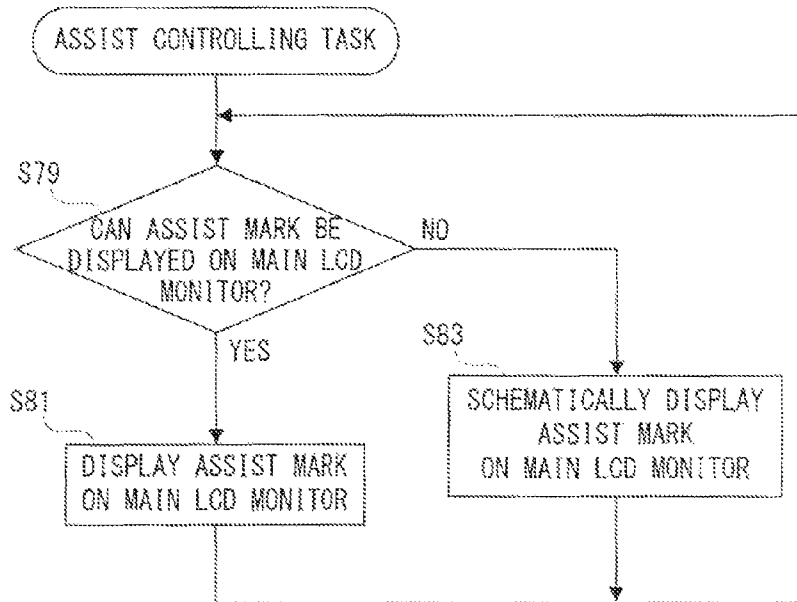 ASSIST CONTROLLING TASK
S79
CAN ASSIST MARK BE
DISPLAYED ON MAIN LCD
MONITOR?
NO
YES
S83
SCHEMATICALLY DISPLAY
ASSIST MARK
ON MAIN LCD MONITOR
S81
DISPLAY ASSIST MARK
ON MAIN LCD MONITOR